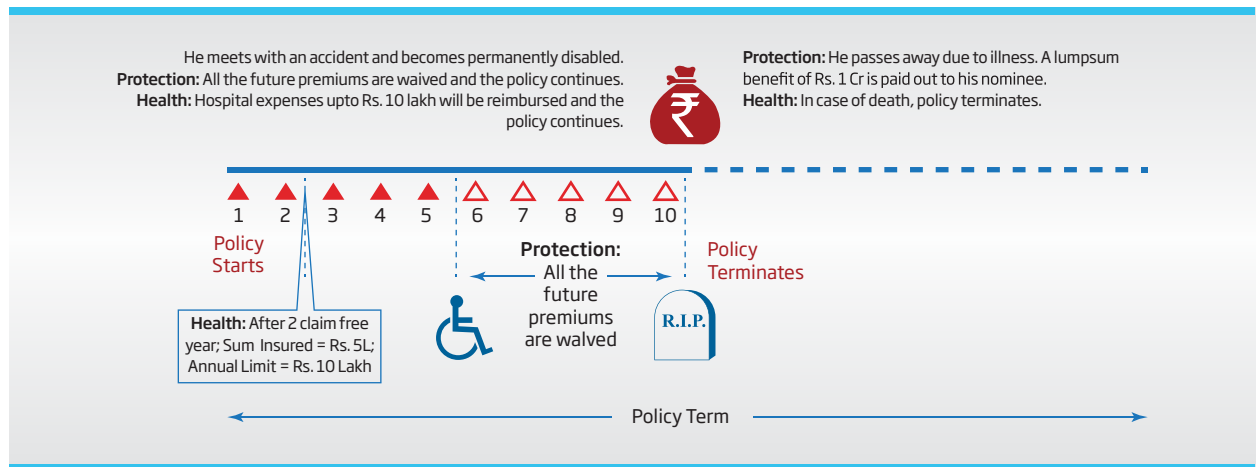 He meets with an accident and becomes permanently disabled.
Protection: All the future premiums are waived and the policy continues.
Health: Hospital expenses upto Rs. 10 lakh will be reimbursed and the
policy continues.
Protection: He passes away due to illness. A lumpsum
benefit of Rs. 1 Cr is paid out to his nominee.
Health: In case of death, policy terminates.
₹
1 2 3 4 5 6 7 8 9 10
Policy
Starts
Protection:
All the
future
premiums
are walved
Policy
Terminates
Health: After 2 claim free
year; Sum Insured = Rs. 5L;
Annual Limit = Rs. 10 Lakh
R.I.P.
Policy Term